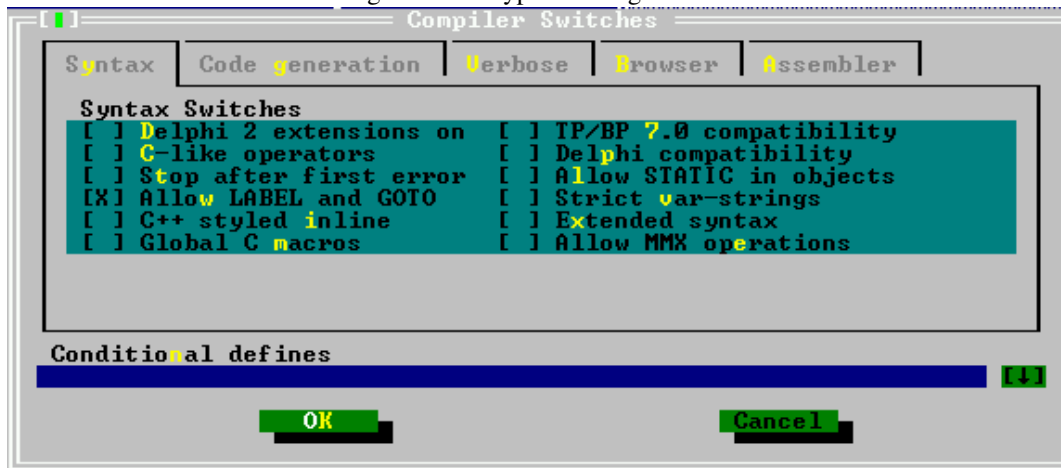 Compiler Switches
Syntax Code generation Verbose Browser Assembler
Syntax Switches
[ ] Delphi 2 extensions on [ ] TP/BP 7.0 compatibility
[ ] C-like operators [ ] Delphi compatibility
[ ] Stop after first error [ ] Allow STATIC in objects
[X] Allow LABEL and GOTO [ ] Strict var-strings
[ ] C++ styled inline [ ] Extended syntax
[ ] Global C macros [ ] Allow MMX operations
Conditional defines
[↓]
OK Cancel